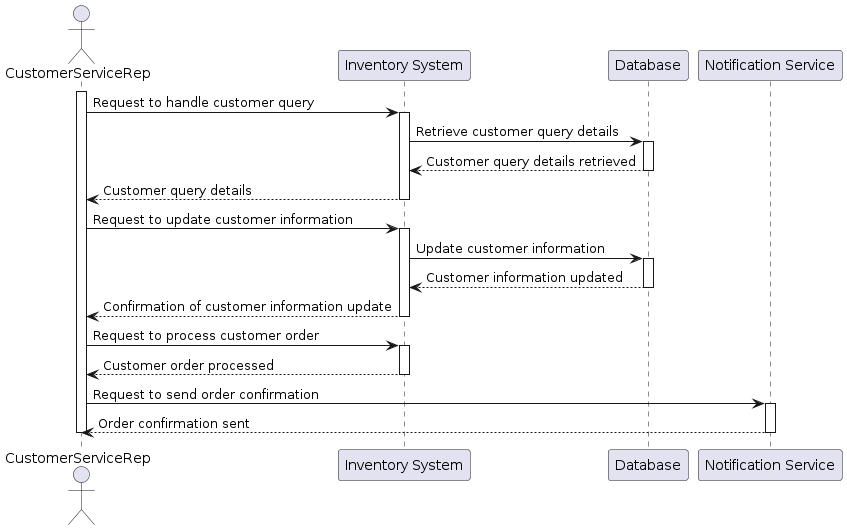 CustomerServiceRep
Inventory System
Database
Notification Service
Request to handle customer query
Retrieve customer query details
Customer query details retrieved
Customer query details
Request to update customer information
Update customer information
Customer information updated
Confirmation of customer information update
Request to process customer order
Customer order processed
Request to send order confirmation
Order confirmation sent
CustomerServiceRep
Inventory System
Database
Notification Service